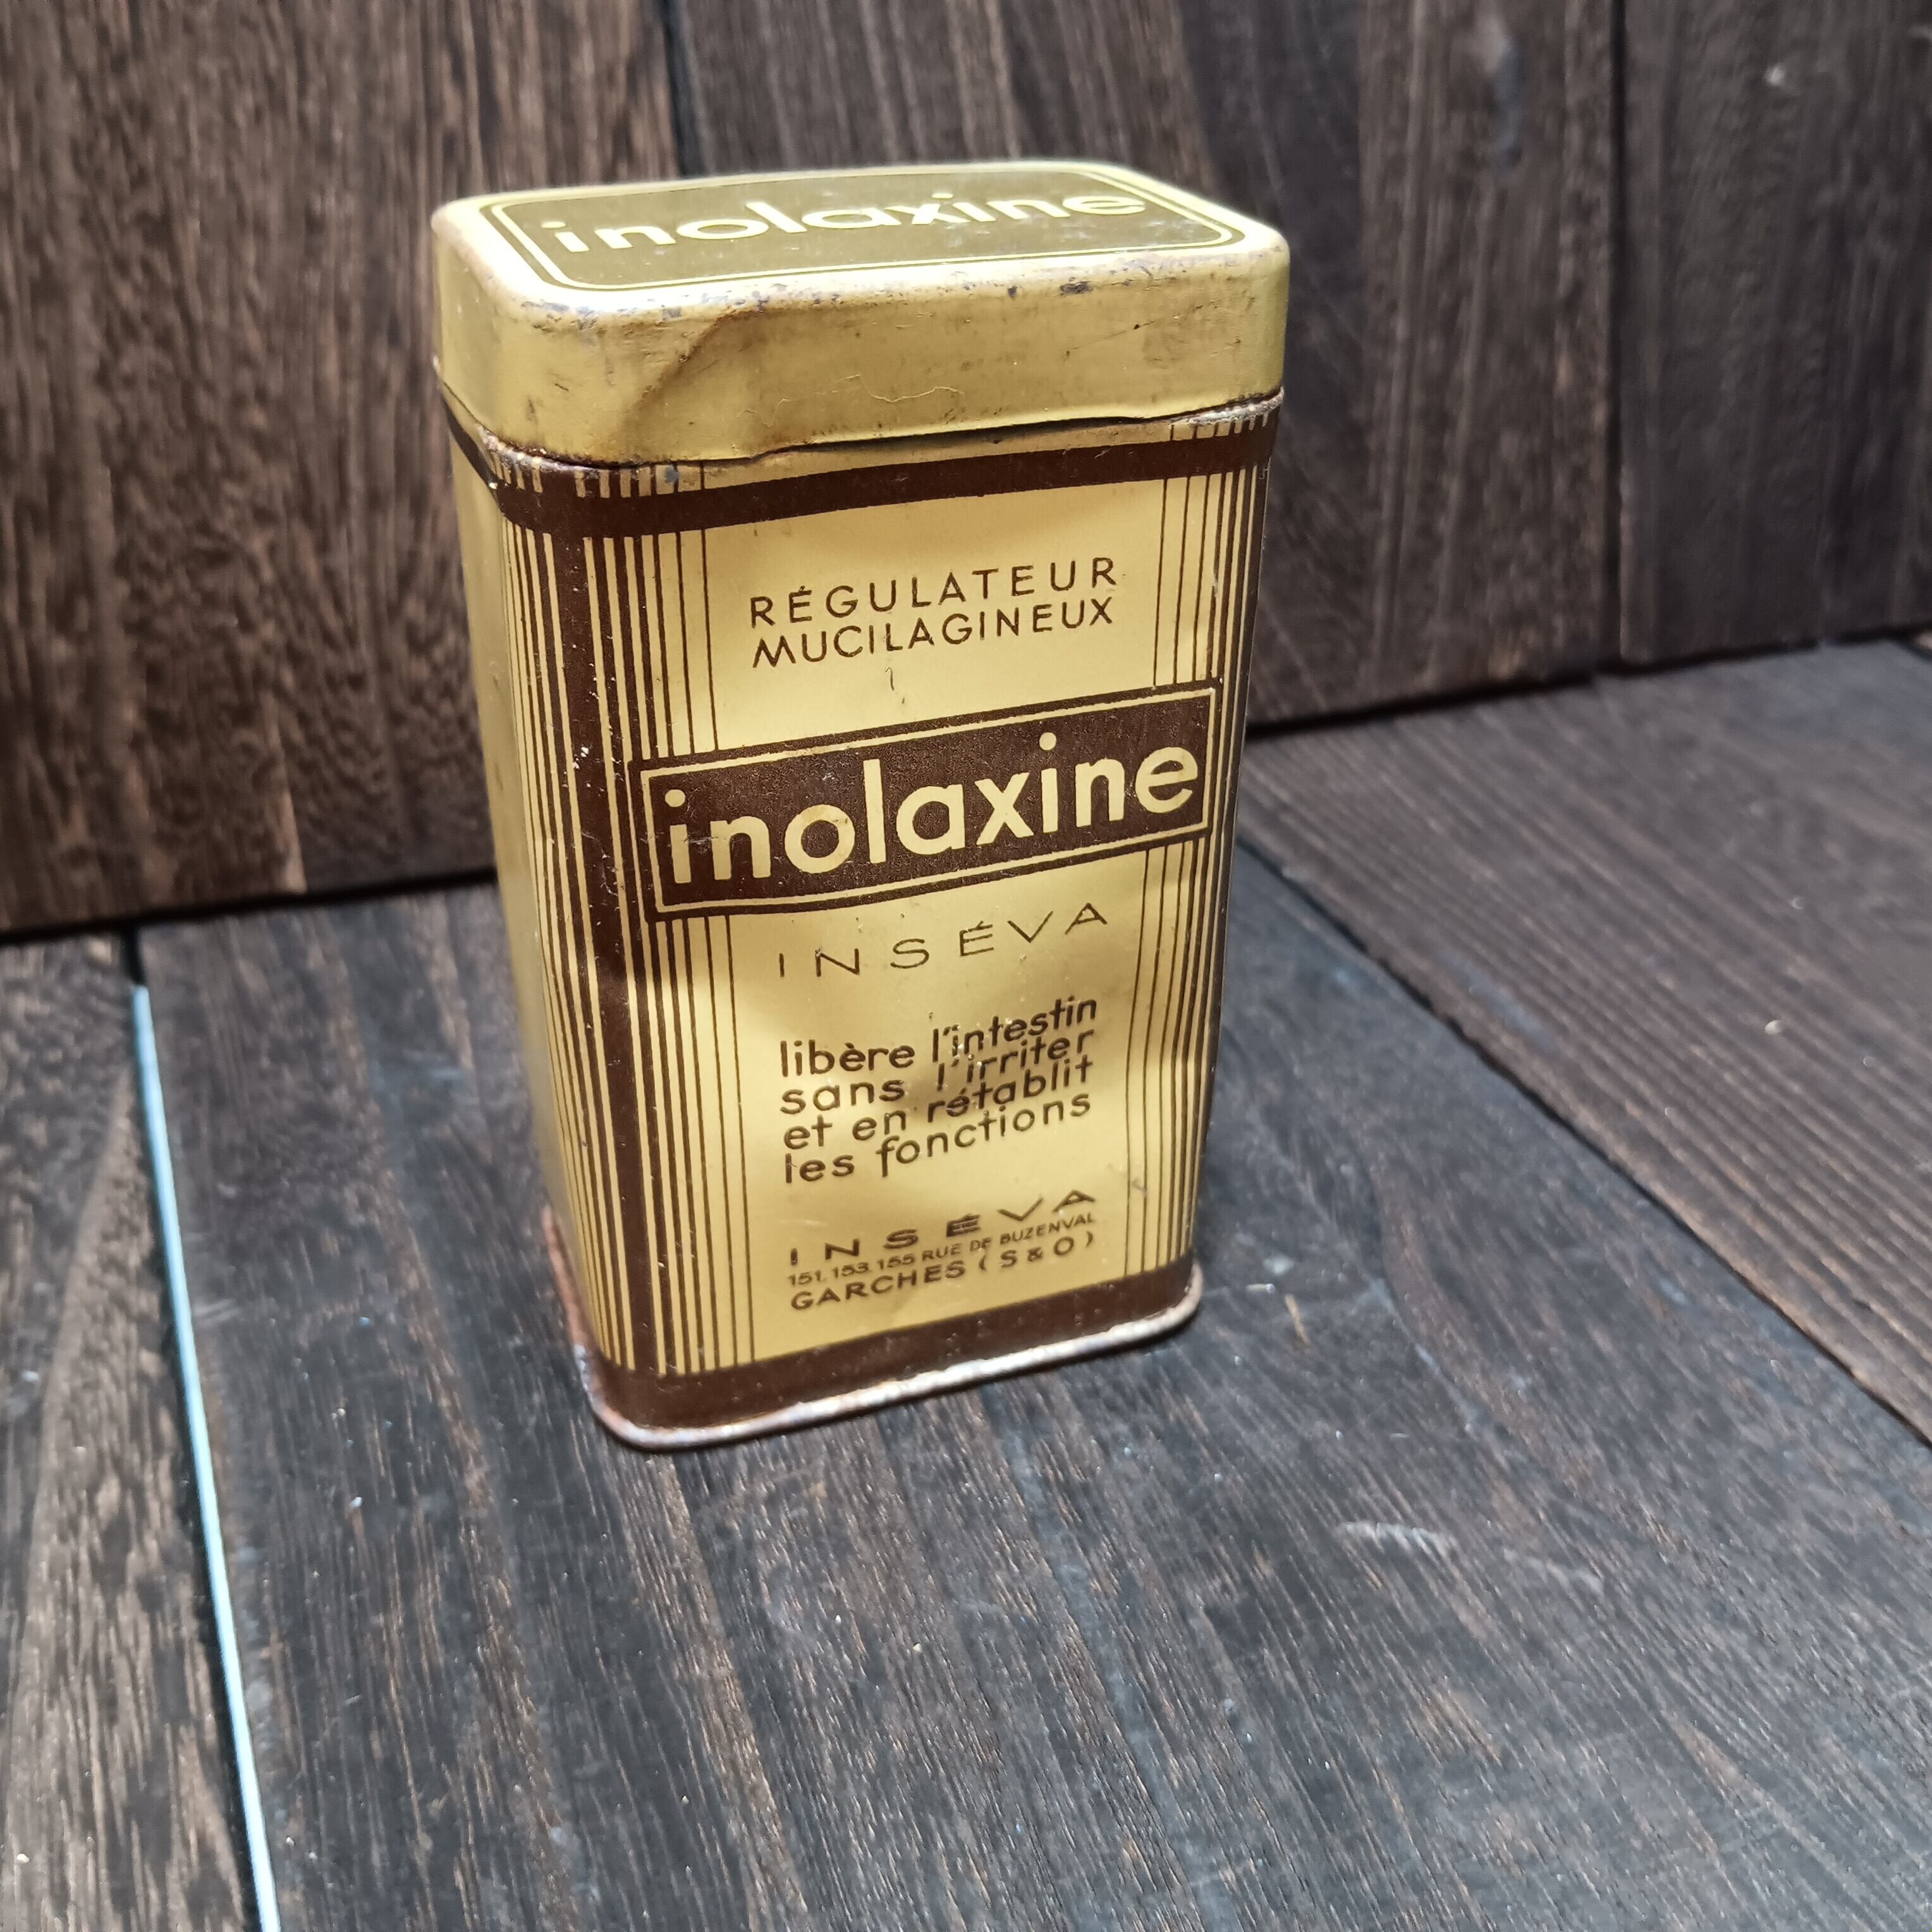 inolaxine
RÉGULATEUR
MUCILAGINEUX
inolaxine
INSÉVA
libère l'intestin
sans l'irriter
et en rétablit
les fonctions
INSÉVA
151, 153, 155 RUE DE BUZENVAL
GARCHES (S & O)